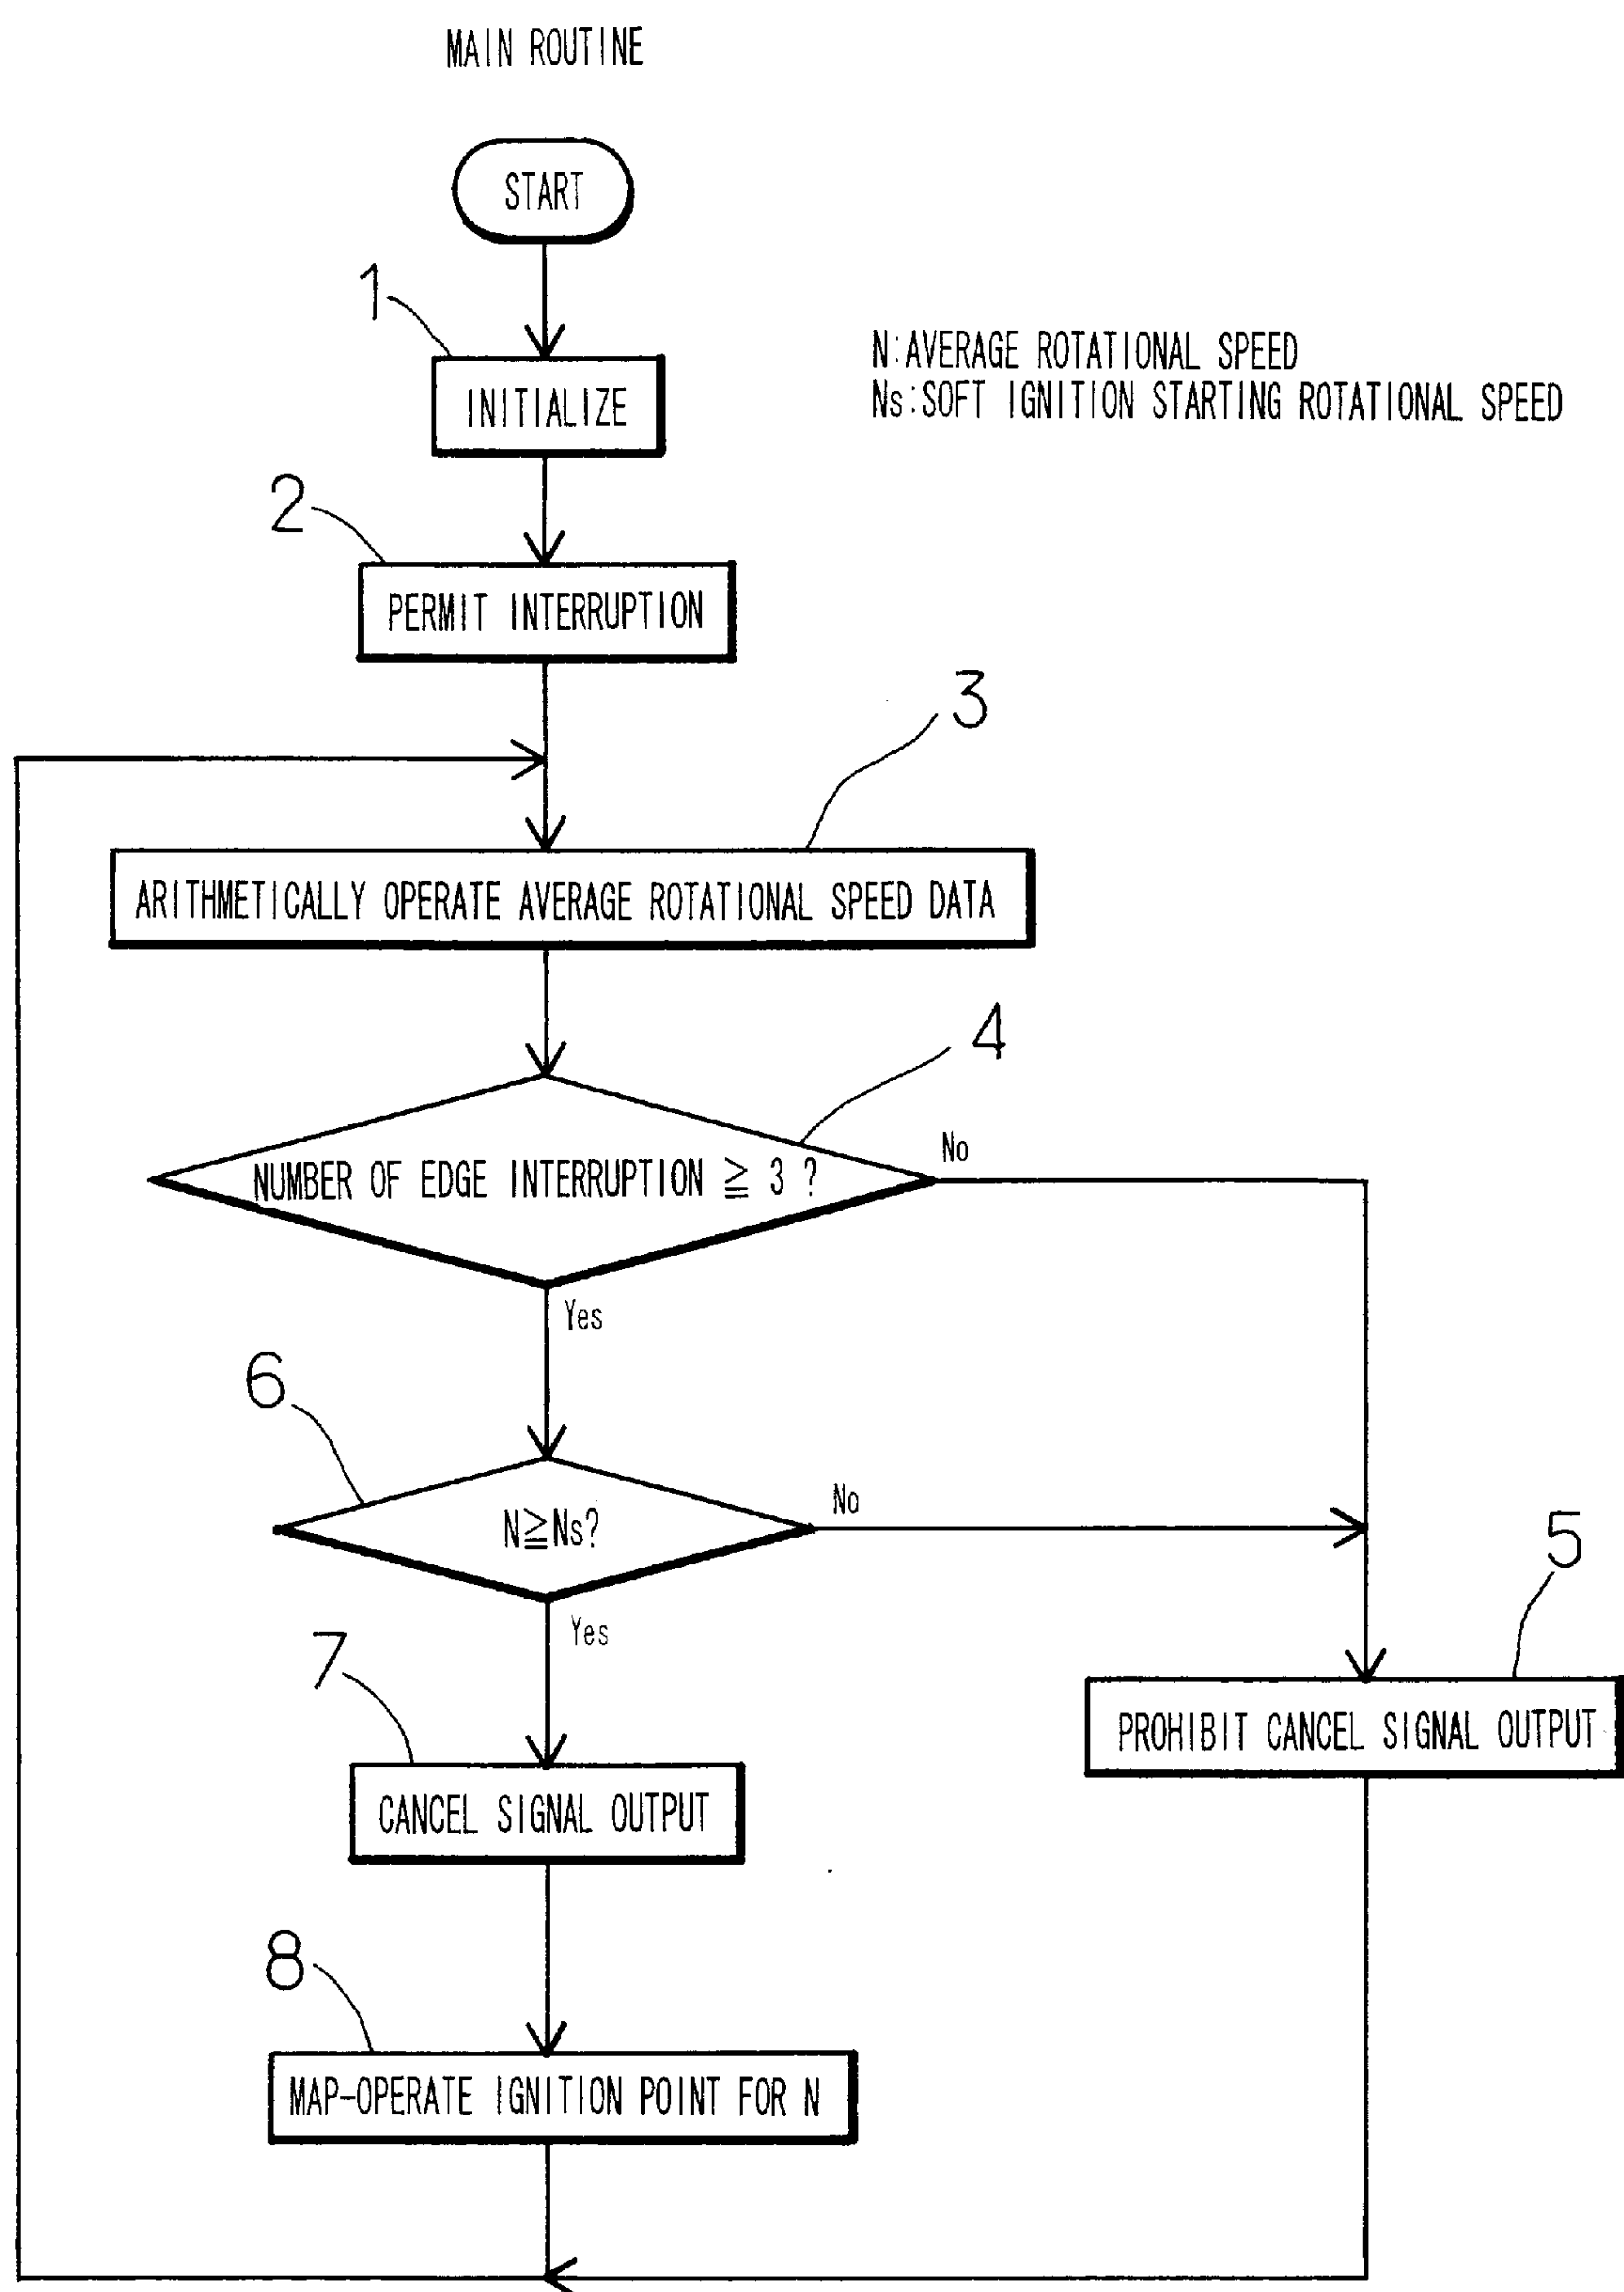 MAIN ROUTINE
START
1
INITIALIZE
N:AVERAGE ROTATIONAL SPEED
Ns:SOFT IGNITION STARTING ROTATIONAL SPEED
2
PERMIT INTERRUPTION
3
ARITHMETICALLY OPERATE AVERAGE ROTATIONAL SPEED DATA
4
NUMBER OF EDGE INTERRUPTION ≧ 3 ?
No
Yes
6
N≧Ns?
No
Yes
5
PROHIBIT CANCEL SIGNAL OUTPUT
7
CANCEL SIGNAL OUTPUT
8
MAP-OPERATE IGNITION POINT FOR N